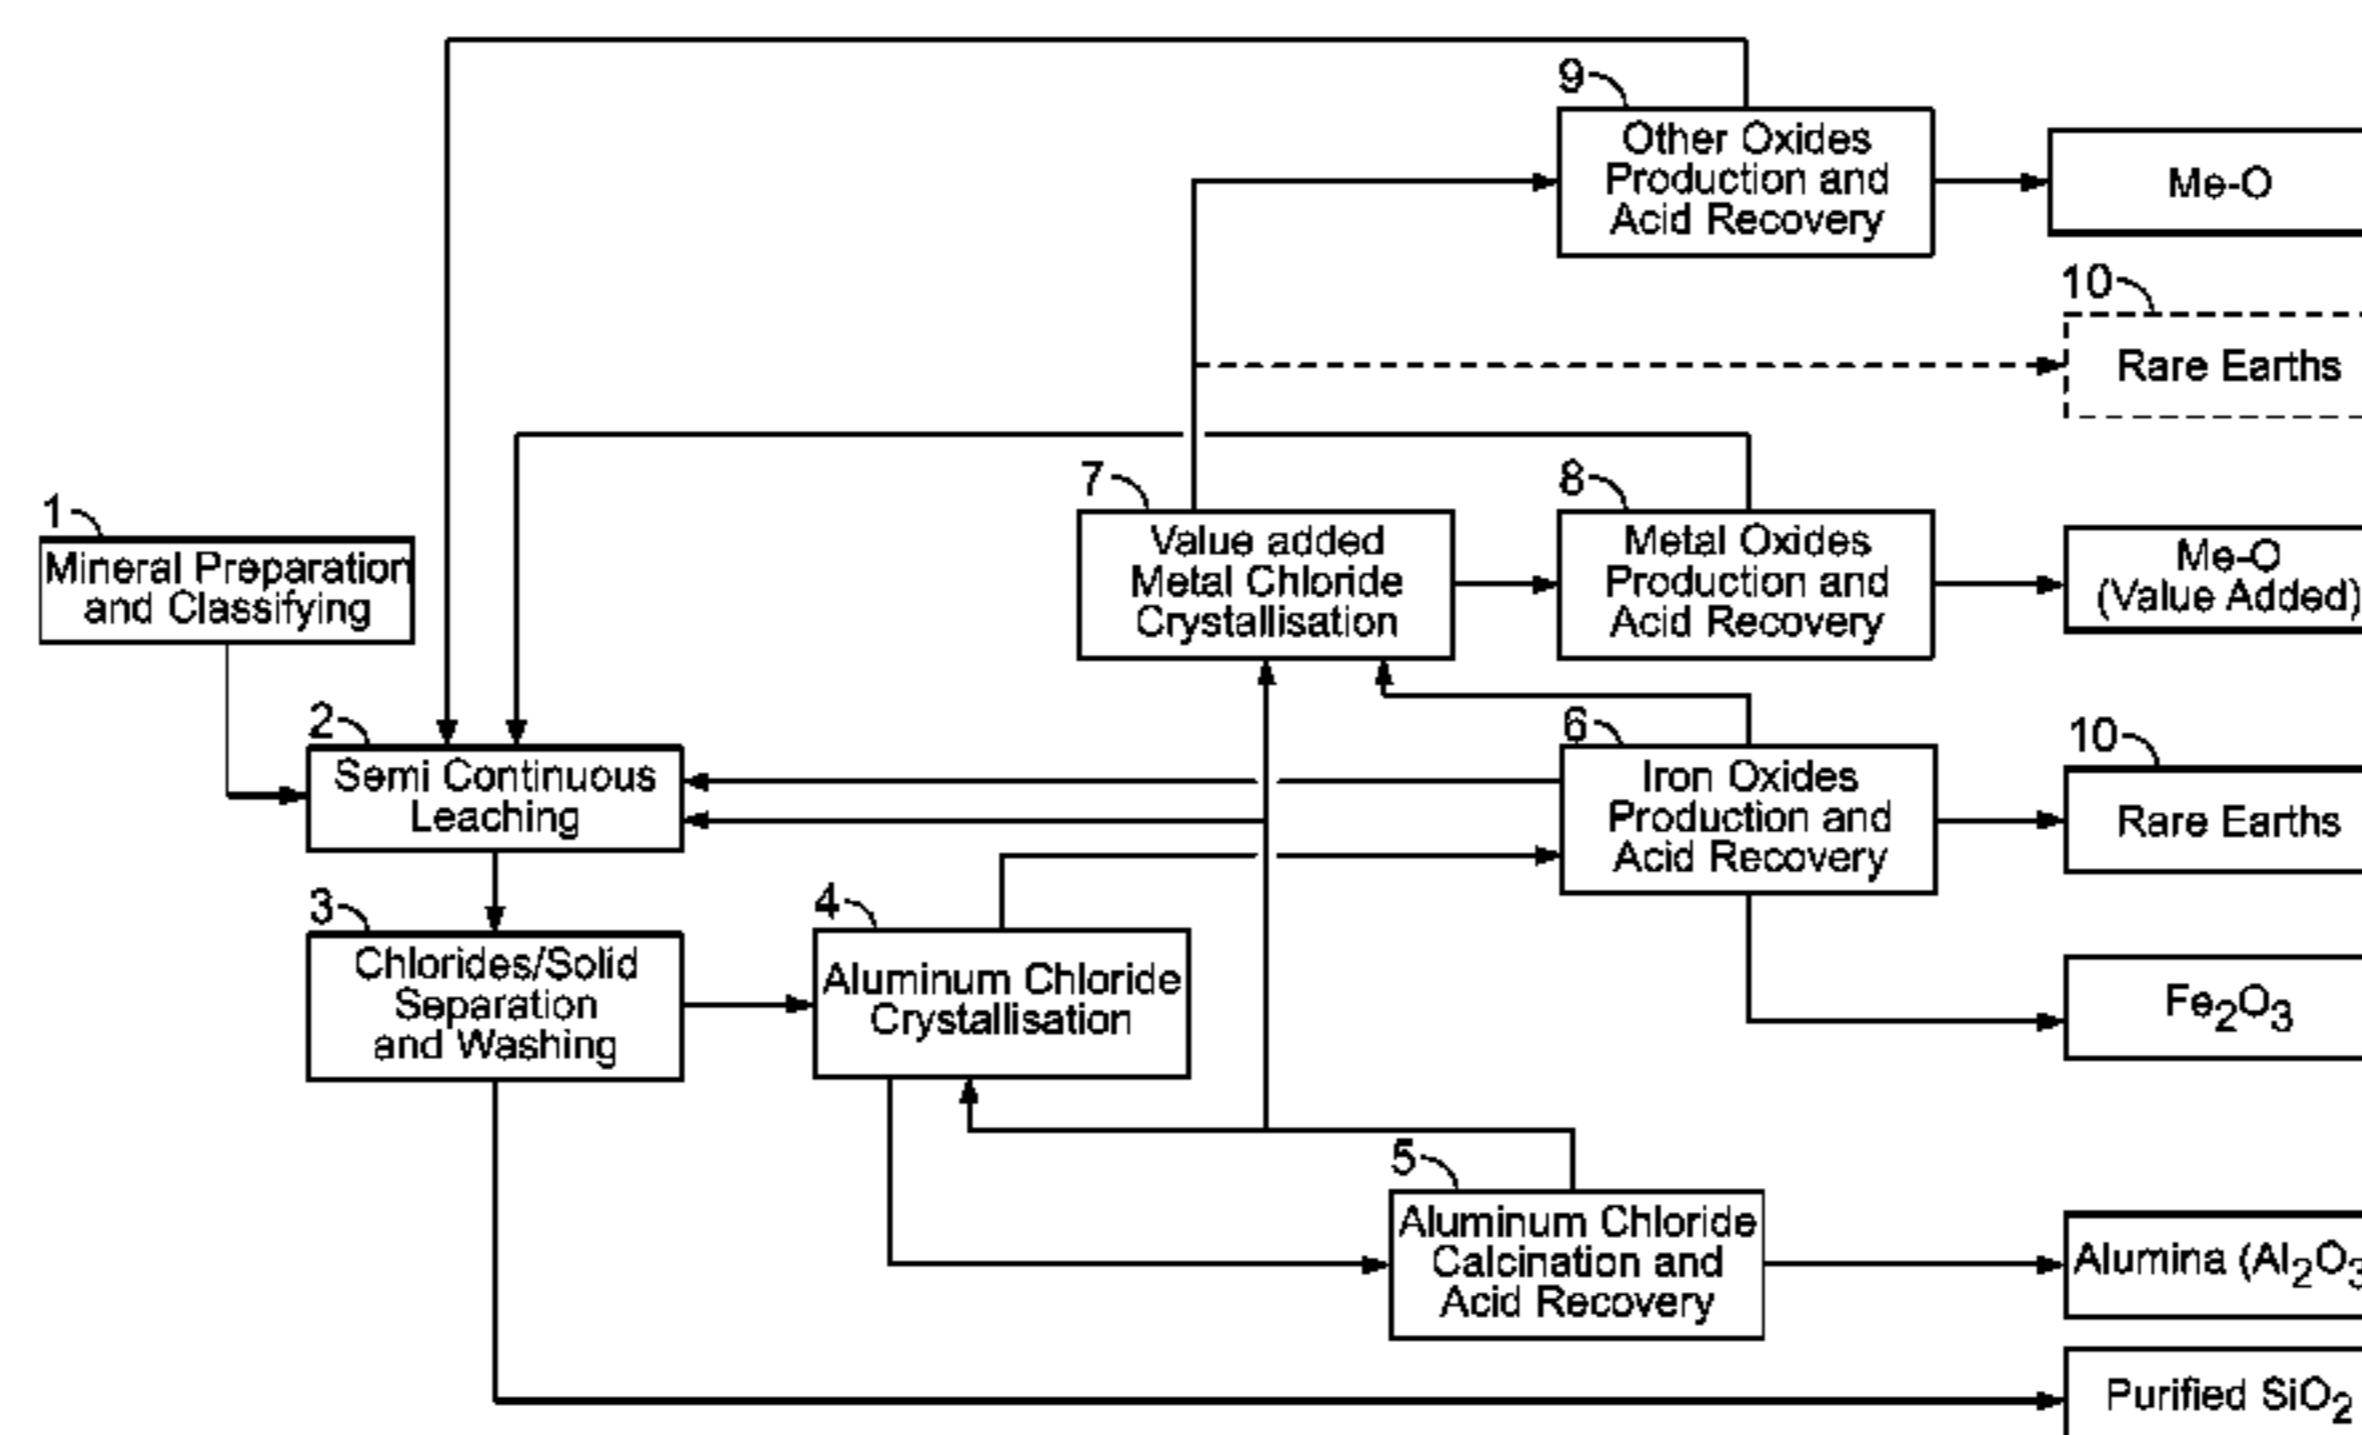 9
Other Oxides
Production and
Acid Recovery
Me-O
10
Rare Earths
7
Value added
Metal Chloride
Crystallisation
8
Metal Oxides
Production and
Acid Recovery
Me-O
(Value Added)
1
Mineral Preparation
and Classifying
2
Semi Continuous
Leaching
6
Iron Oxides
Production and
Acid Recovery
10
Rare Earths
3
Chlorides/Solid
Separation
and Washing
4
Aluminum Chloride
Crystallisation
Fe₂O₃
5
Aluminum Chloride
Calcination and
Acid Recovery
Alumina (Al₂O₃
Purified SiO₂